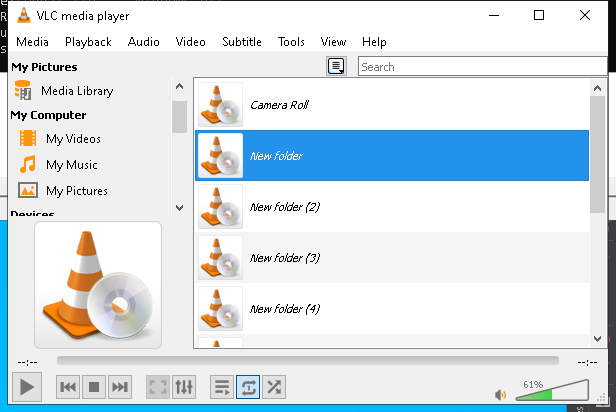 VLC media player
Media Playback Audio Video Subtitle Tools View Help
My Pictures
Search
Media Library
My Computer
My Videos
My Music
My Pictures
Devices
Camera Roll
New folder
New folder (2)
New folder (3)
New folder (4)
--:-- --:--
61%